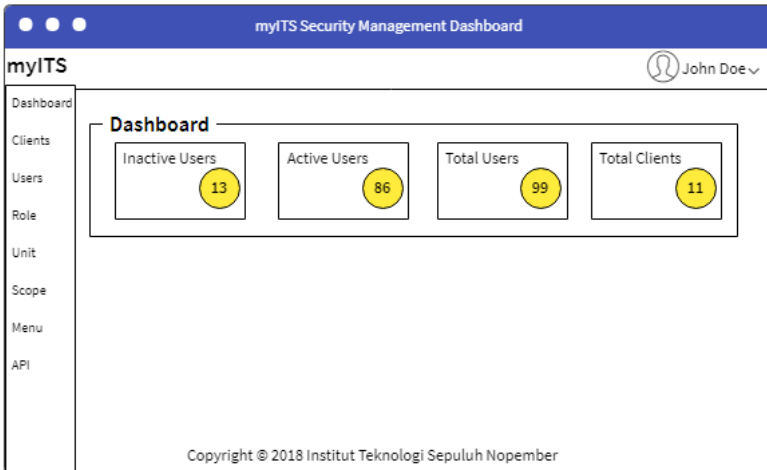 myITS Security Management Dashboard
myITS
John Doe
Dashboard
Clients
Users
Role
Unit
Scope
Menu
API
Dashboard
Inactive Users
13
Active Users
86
Total Users
99
Total Clients
11
Copyright © 2018 Institut Teknologi Sepuluh Nopember